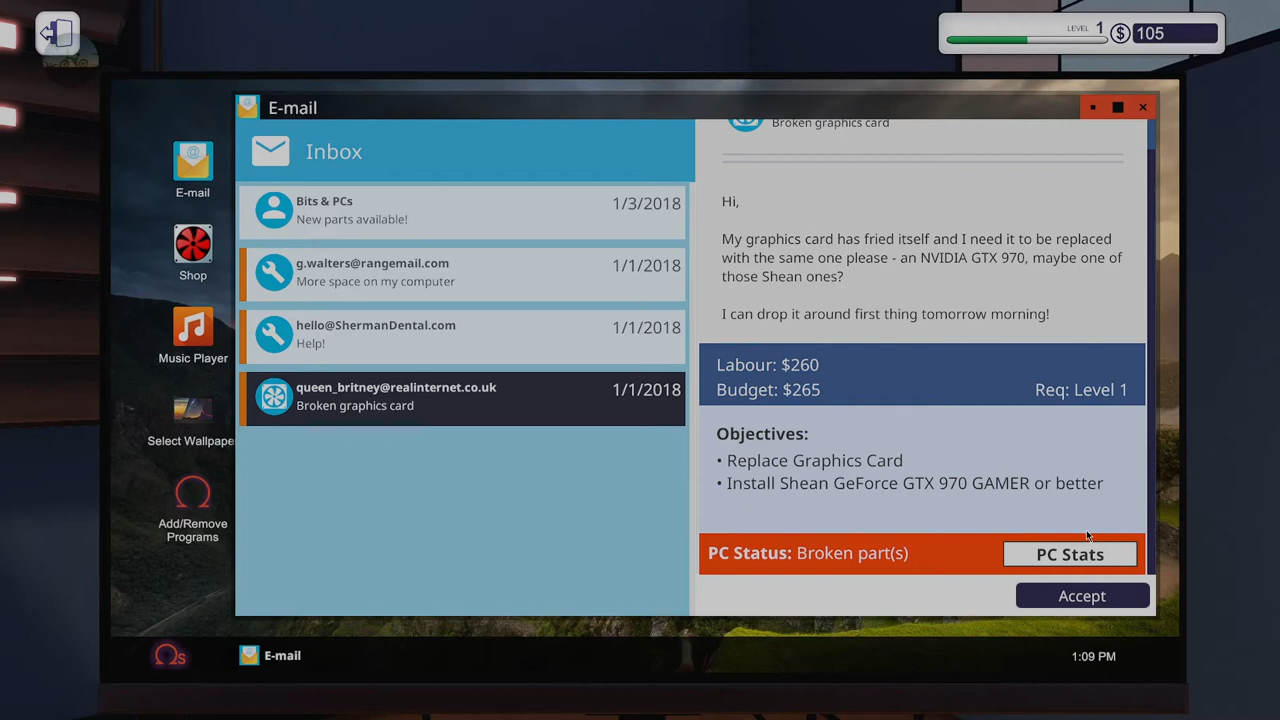 LEVEL 1
$ 105
E-mail
E-mail
Shop
Music Player
Select Wallpape
Add/Remove
Programs
Inbox
Bits & PCs
1/3/2018
New parts available!
g.walters@rangemail.com
1/1/2018
More space on my computer
hello@ShermanDental.com
1/1/2018
Help!
queen_britney@realinternet.co.uk
1/1/2018
Broken graphics card
Broken graphics card
Hi,
My graphics card has fried itself and I need it to be replaced
with the same one please - an NVIDIA GTX 970, maybe one of
those Shean ones?
I can drop it around first thing tomorrow morning!
Labour: $260
Budget: $265
Req: Level 1
Objectives:
• Replace Graphics Card
• Install Shean GeForce GTX 970 GAMER or better
PC Status: Broken part(s)
PC Stats
Accept
Ωs
E-mail
1:09 PM